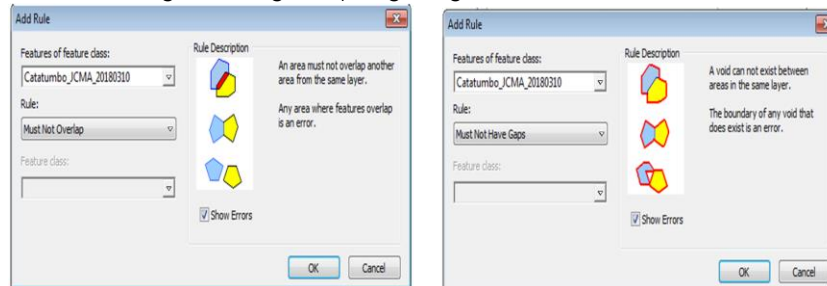 Add Rule
Features of feature class:
Catatumbo_JCMA_20180310
Rule:
Must Not Overlap
Feature class:
Rule Description
An area must not overlap another
area from the same layer.
Any area where features overlap
is an error.
Show Errors
OK
Cancel
Add Rule
Features of feature class:
Catatumbo_JCMA_20180310
Rule:
Must Not Have Gaps
Feature class:
Rule Description
A void can not exist between
areas in the same layer.
The boundary of any void that
does exist is an error.
Show Errors
OK
Cancel